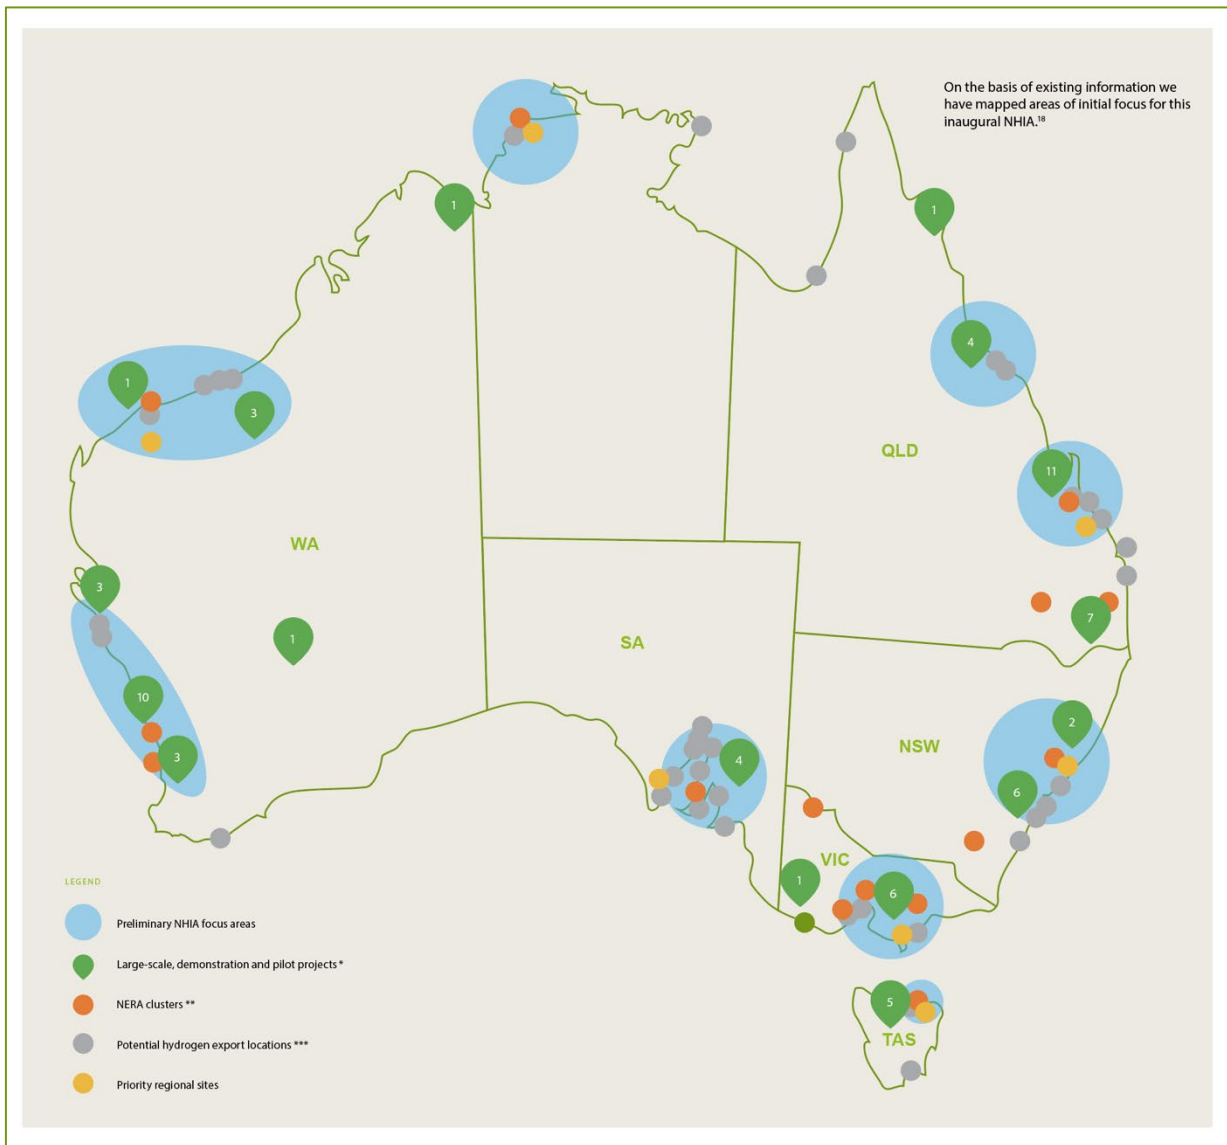 On the basis of existing information we
have mapped areas of initial focus for this
inaugural NHIA.¹⁸
1
1
4
1
3
QLD
11
WA
3
7
1
SA
10
2
NSW
3
4
6
VIC
1
6
LEGEND
Preliminary NHIA focus areas
Large-scale, demonstration and pilot projects *
NERA clusters **
5
TAS
Potential hydrogen export locations ***
Priority regional sites